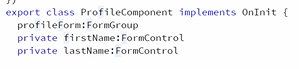 })
export class ProfileComponent implements OnInit {
profileForm:FormGroup
private firstName:FormControl
private lastName:FormControl